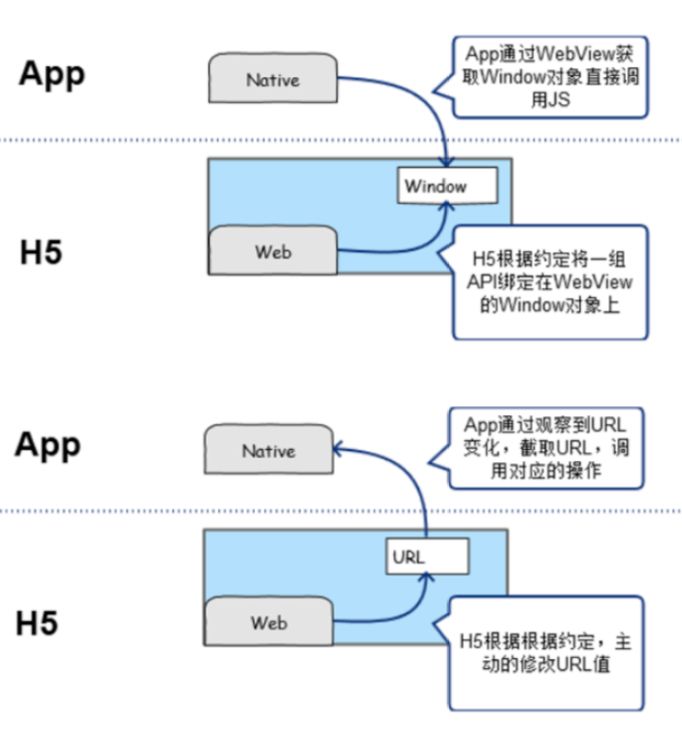 App
Native
App通过WebView获
取Window对象直接调
用JS
Window
H5
Web
H5根据约定将一组
API绑定在WebView
的Window对象上
App
Native
App通过观察到URL
变化，截取URL，调
用对应的操作
URL
H5
Web
H5根据根据约定，主
动的修改URL值